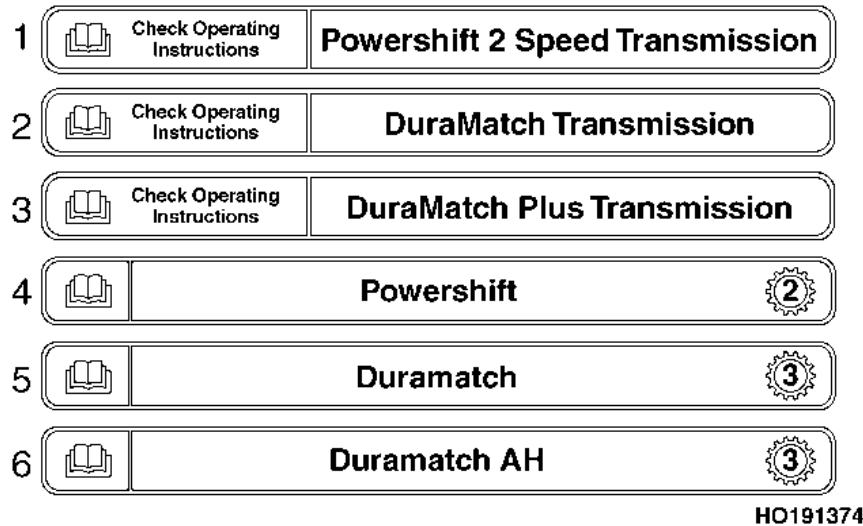 1 Check Operating Instructions Powershift 2 Speed Transmission
2 Check Operating Instructions DuraMatch Transmission
3 Check Operating Instructions DuraMatch Plus Transmission
4 Powershift 2
5 Duramatch 3
6 Duramatch AH 3
HO191374